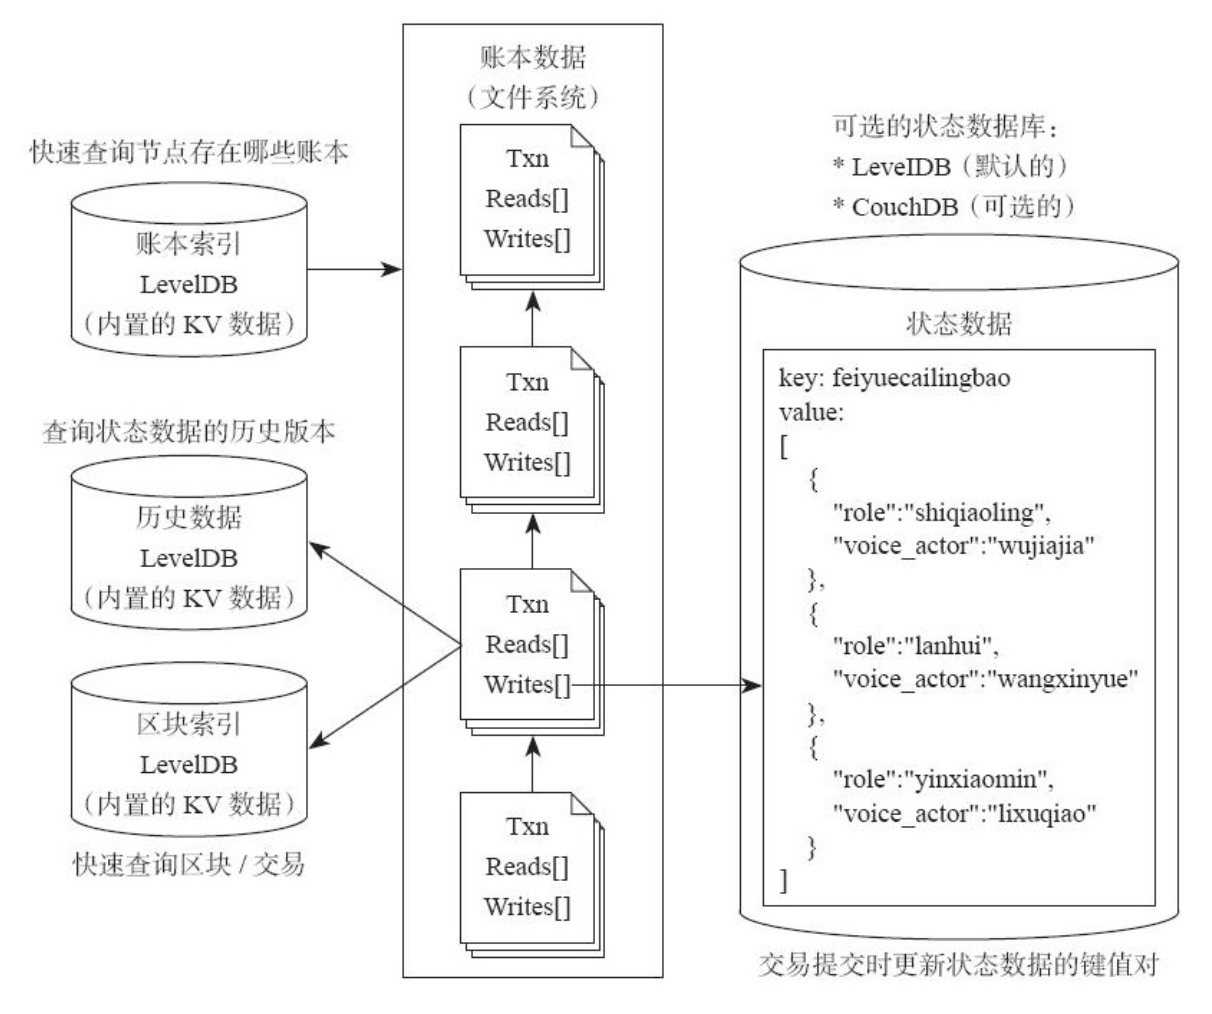 快速查询节点存在哪些账本
账本索引
LevelDB
（内置的 KV 数据）
查询状态数据的历史版本
历史数据
LevelDB
（内置的 KV 数据）
区块索引
LevelDB
（内置的 KV 数据）
快速查询区块 / 交易
账本数据
（文件系统）
Txn
Reads[]
Writes[]
Txn
Reads[]
Writes[]
Txn
Reads[]
Writes[]
Txn
Reads[]
Writes[]
可选的状态数据库：
* LeveIDB（默认的）
* CouchDB（可选的）
状态数据
key: feiyuecailingbao
value:
[
{
"role":"shiqiaoling",
"voice_actor":"wujiajia"
},
{
"role":"lanhui",
"voice_actor":"wangxinyue"
},
{
"role":"yinxiaomin",
"voice_actor":"lixuqiao"
}
]
交易提交时更新状态数据的键值对